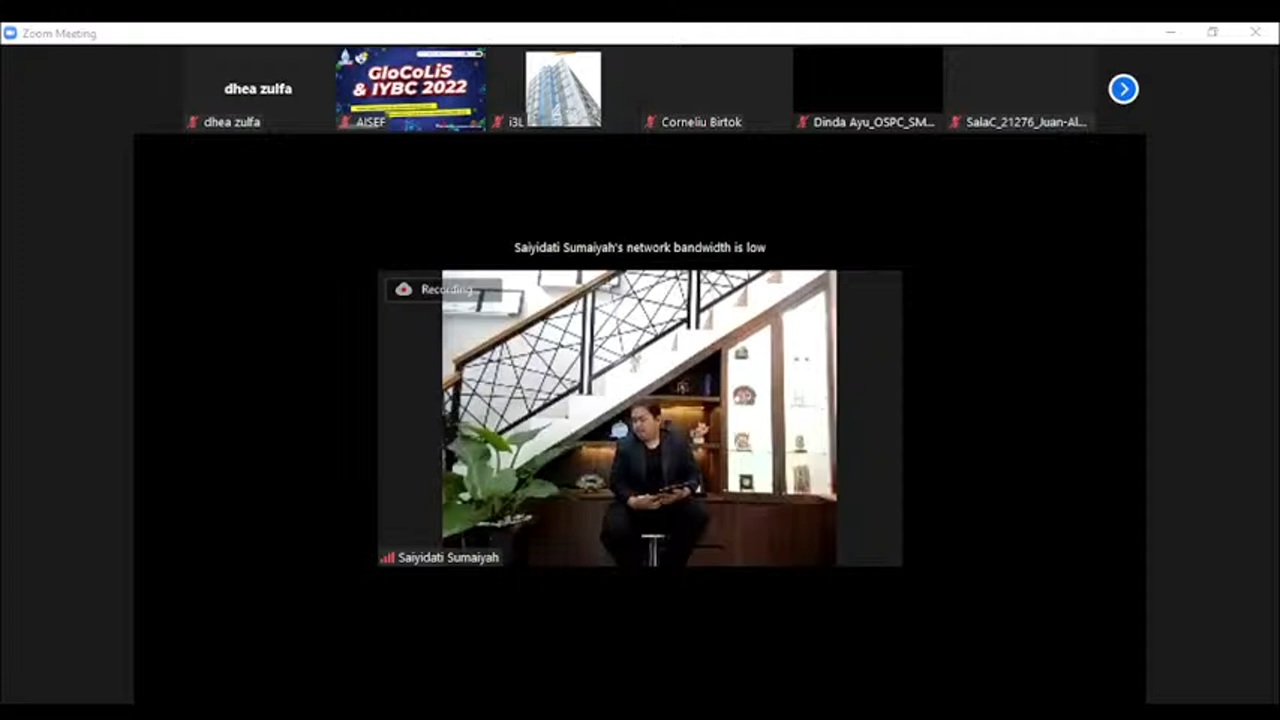 Zoom Meeting
dhea zulfa
GloCoLiS
& IYBC 2022
dhea zulfa
AISEF
i3L
Corneliu Birtok
Dinda Ayu_OSPC_SM...
SalaC_21276_Juan-Al...
Saiyidati Sumaiyah's network bandwidth is low
Recording
Saiyidati Sumaiyah